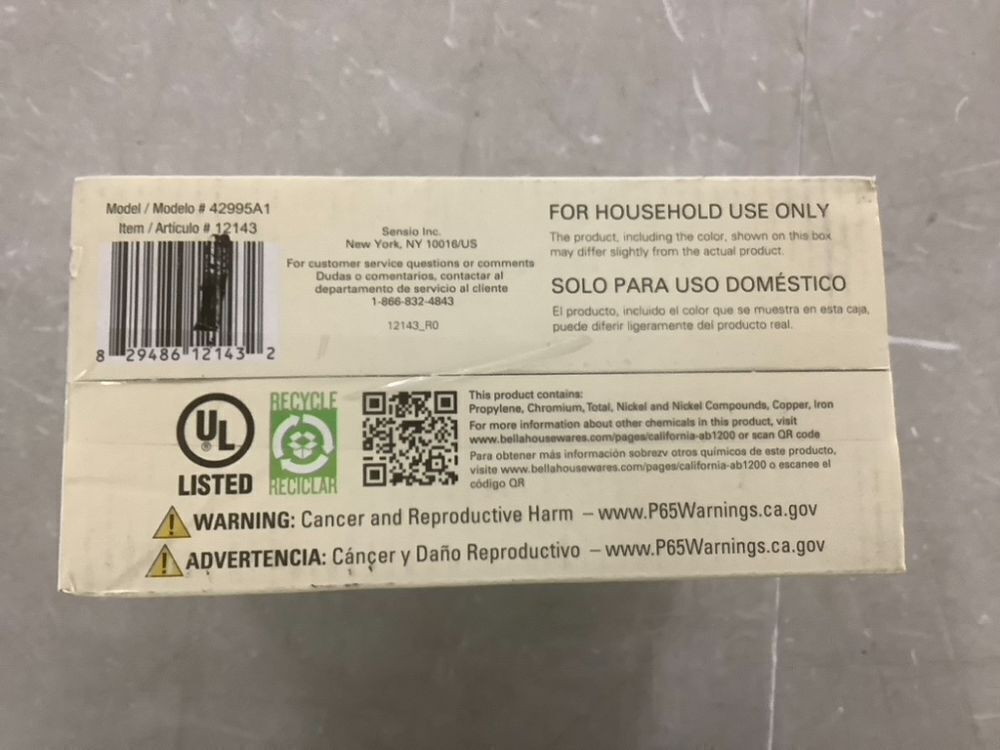 Model / Modelo # 42995A1
Item / Artículo # 12143
8 29486 12143 2
Sensio Inc.
New York, NY 10016/US
For customer service questions or comments
Dudas o comentarios, contactar al
departamento de servicio al cliente
1-866-832-4843
12143_R0
FOR HOUSEHOLD USE ONLY
The product, including the color, shown on this box
may differ slightly from the actual product.
SOLO PARA USO DOMÉSTICO
El producto, incluido el color que se muestra en esta caja,
puede diferir ligeramente del producto real.
UL
®
LISTED
RECYCLE
RECICLAR
This product contains:
Propylene, Chromium, Total, Nickel and Nickel Compounds, Copper, Iron
For more information about other chemicals in this product, visit
www.bellahousewares.com/pages/california-ab1200 or scan QR code
Para obtener más información sobrezv otros químicos de este producto,
visite www.bellahousewares.com/pages/california-ab1200 o escanee el
código QR
WARNING: Cancer and Reproductive Harm – www.P65Warnings.ca.gov
ADVERTENCIA: Cáncer y Daño Reproductivo – www.P65Warnings.ca.gov